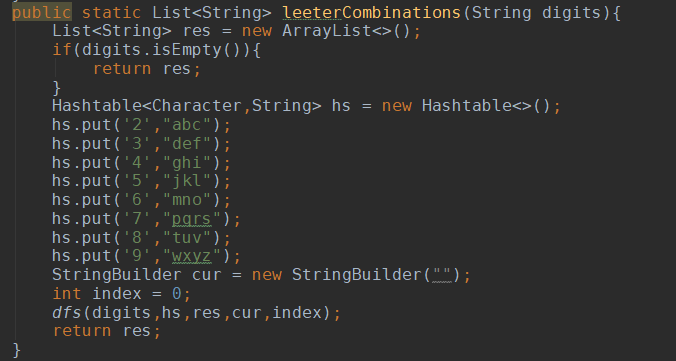 public static List<String> leeterCombinations(String digits){
    List<String> res = new ArrayList<>();
    if(digits.isEmpty()){
        return res;
    }
    Hashtable<Character,String> hs = new Hashtable<>();
    hs.put('2',"abc");
    hs.put('3',"def");
    hs.put('4',"ghi");
    hs.put('5',"jkl");
    hs.put('6',"mno");
    hs.put('7',"pqrs");
    hs.put('8',"tuv");
    hs.put('9',"wxyz");
    StringBuilder cur = new StringBuilder("");
    int index = 0;
    dfs(digits,hs,res,cur,index);
    return res;
}